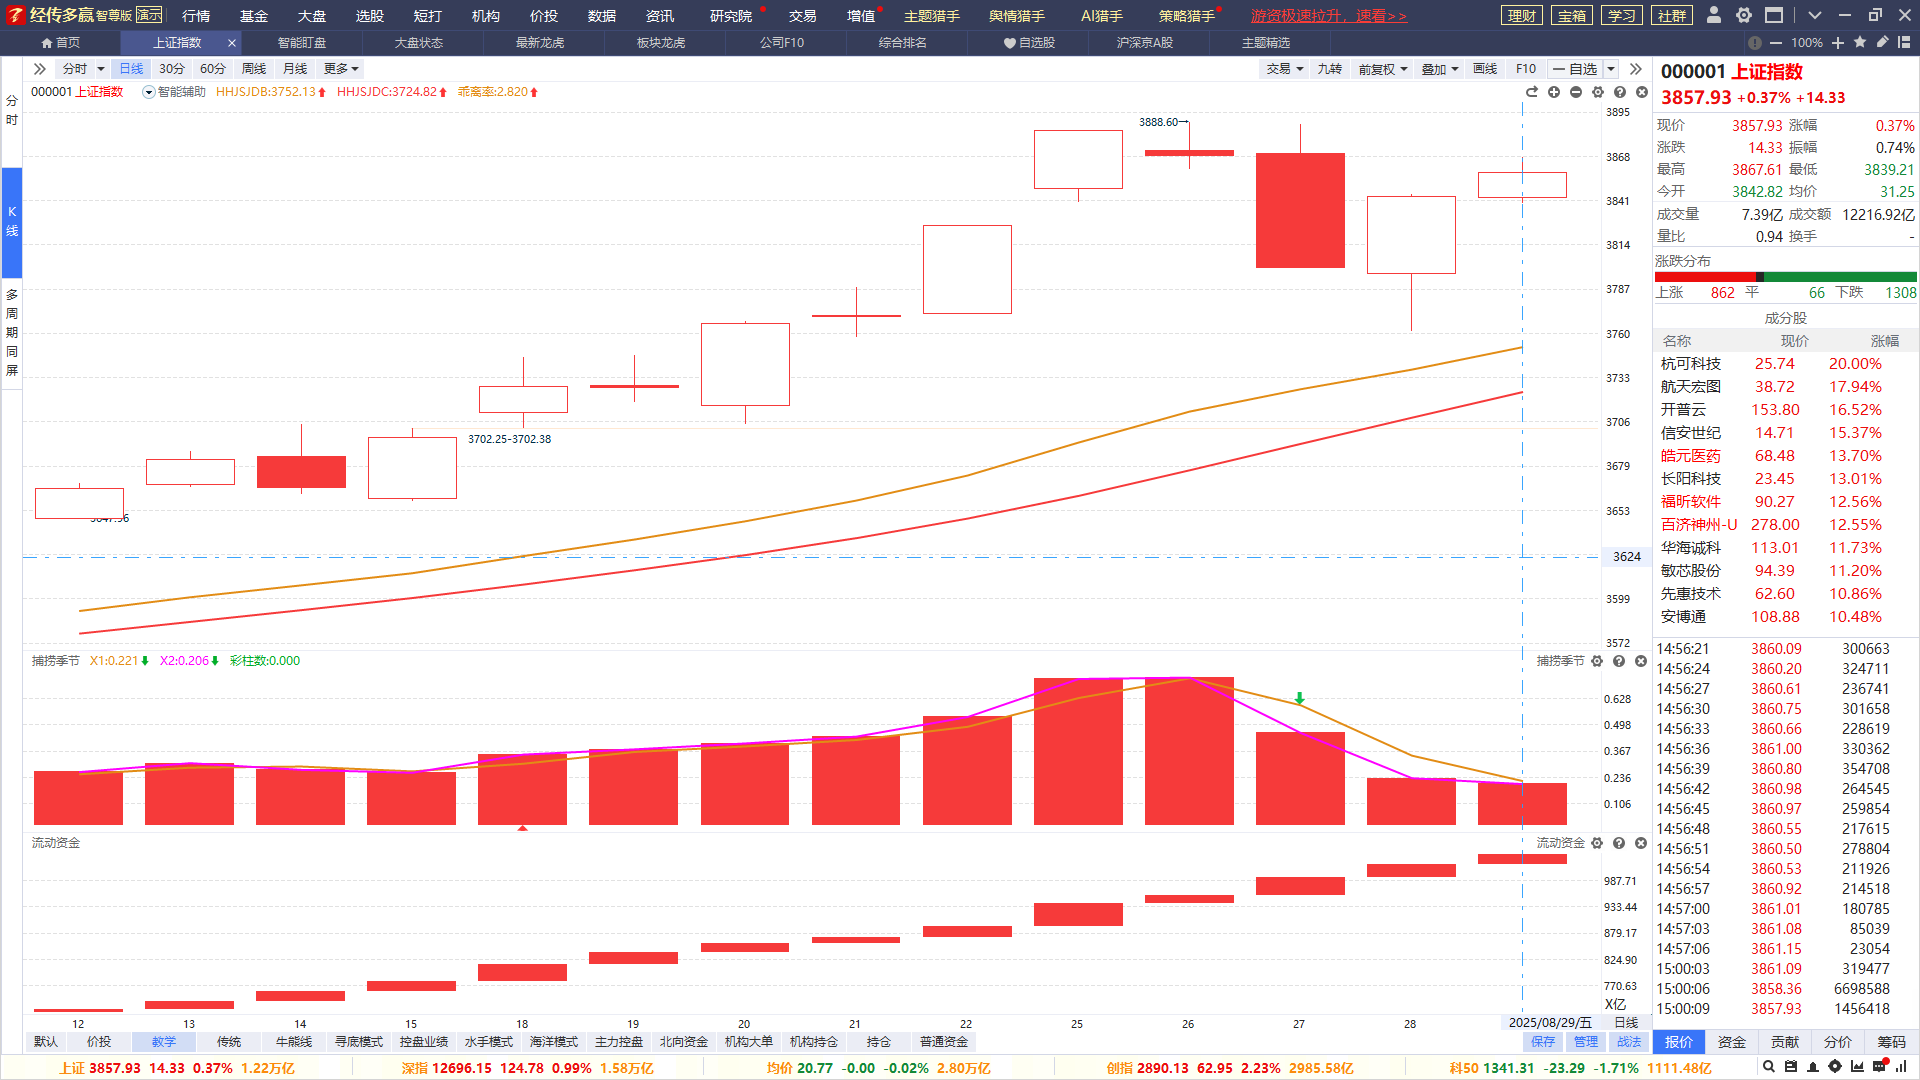 经传多赢 智尊版 演示 行情 基金 大盘 选股 短打 机构 价投 数据 资讯 研究院 交易 增值 主题猎手 舆情猎手 AI猎手 策略猎手 游资极速拉升，速看>> 理财 宝箱 学习 社群
首页 上证指数 × 智能盯盘 大盘状态 最新龙虎 板块龙虎 公司F10 综合排名 自选股 沪深京A股 主题精选 100%
分时 日线 30分 60分 周线 月线 更多 交易 九转 前复权 叠加 画线 F10 自选
000001 上证指数 智能辅助 HHJSJDB:3752.13 HHJSJDC:3724.82 乖离率:2.820
分时
K线
多周期同屏
3888.60
3702.25-3702.38
3895
3868
3841
3814
3787
3760
3733
3706
3679
3653
3624
3599
3572
捕捞季节 X1:0.221 X2:0.206 彩柱数:0.000 捕捞季节
0.628
0.498
0.367
0.236
0.106
流动资金 流动资金
987.71
933.44
879.17
824.90
770.63
X亿
12 13 14 15 18 19 20 21 22 25 26 27 28 2025/08/29/五 日线
默认 价投 教学 传统 牛能线 寻底模式 控盘业绩 水手模式 海洋模式 主力控盘 北向资金 机构大单 机构持仓 持仓 普通资金 保存 管理 战法
000001 上证指数
3857.93 +0.37% +14.33
现价 3857.93 涨幅 0.37%
涨跌 14.33 振幅 0.74%
最高 3867.61 最低 3839.21
今开 3842.82 均价 31.25
成交量 7.39亿 成交额 12216.92亿
量比 0.94 换手 -
涨跌分布
上涨 862 平 66 下跌 1308
成分股
名称 现价 涨幅
杭可科技 25.74 20.00%
航天宏图 38.72 17.94%
开普云 153.80 16.52%
信安世纪 14.71 15.37%
皓元医药 68.48 13.70%
长阳科技 23.45 13.01%
福昕软件 90.27 12.56%
百济神州-U 278.00 12.55%
华海诚科 113.01 11.73%
敏芯股份 94.39 11.20%
先惠技术 62.60 10.86%
安博通 108.88 10.48%
14:56:21 3860.09 300663
14:56:24 3860.20 324711
14:56:27 3860.61 236741
14:56:30 3860.75 301658
14:56:33 3860.66 228619
14:56:36 3861.00 330362
14:56:39 3860.80 354708
14:56:42 3860.98 264545
14:56:45 3860.97 259854
14:56:48 3860.55 217615
14:56:51 3860.50 278804
14:56:54 3860.53 211926
14:56:57 3860.92 214518
14:57:00 3861.01 180785
14:57:03 3861.08 85039
14:57:06 3861.15 23054
15:00:03 3861.09 319477
15:00:06 3858.36 6698588
15:00:09 3857.93 1456418
报价 资金 贡献 分价 筹码
上证 3857.93 14.33 0.37% 1.22万亿 深指 12696.15 124.78 0.99% 1.58万亿 均价 20.77 -0.00 -0.02% 2.80万亿 创指 2890.13 62.95 2.23% 2985.58亿 科50 1341.31 -23.29 -1.71% 1111.48亿